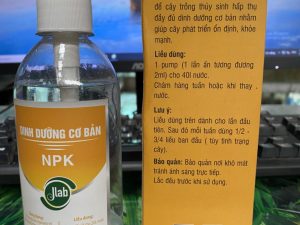 DINH DƯỠNG CƠ BẢN
NPK
Jlab
Liều dùng:
để cây trồng thủy sinh hấp thụ
đầy đủ dinh dưỡng cơ bản nhằm
giúp cây phát triển ổn định, khỏe
mạnh.
Liều dùng:
1 pump (1 lần ấn tương đương
2ml) cho 40l nước.
Châm hàng tuần hoặc khi thay
nước.
Lưu ý:
Liều dùng trên dành cho lần đầu
tiên. Sau đó mỗi tuần dùng 1/2 -
3/4 liều ban đầu ( tùy tình trạng
cây).
Bảo quản: Bảo quản nơi khô mát
tránh ánh sáng trực tiếp.
Lắc đều trước khi sử dụng.